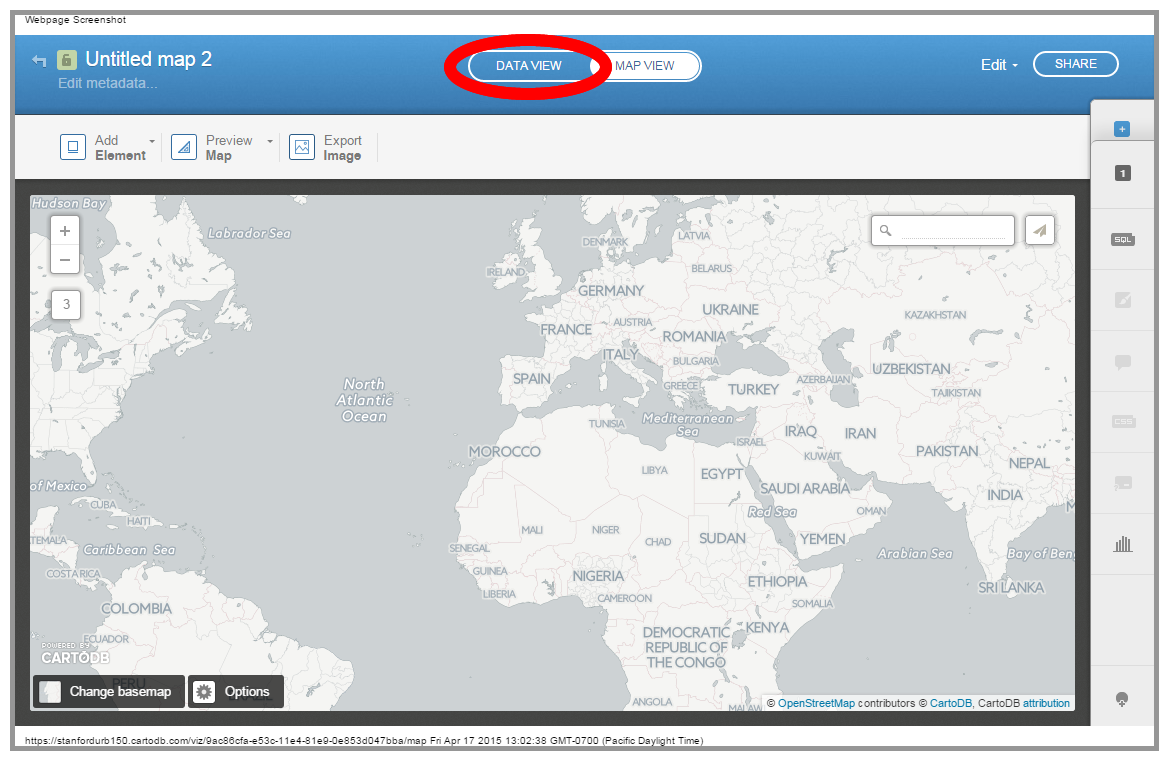 Webpage Screenshot
Untitled map 2
Edit metadata...
DATA VIEW
MAP VIEW
Edit
SHARE
Add
Element
Preview
Map
Export
Image
1
SQL
CSS
+
−
3
Hudson Bay
Labrador Sea
DENMARK
LATVIA
IRELAND
BELARUS
GERMANY
UKRAINE
KAZAKHSTAN
AUSTRIA
FRANCE
ROMANIA
ITALY
BULGARIA
UZBEKISTAN
SPAIN
GREECE
TURKEY
AZERBAIJAN
TAJIKISTAN
North
Atlantic
Ocean
TUNISIA
Mediterranean
Sea
ISRAEL
IRAQ
IRAN
MOROCCO
KUWAIT
PAKISTAN
LIBYA
EGYPT
NEPAL
of Mexico
SAUDI ARABIA
INDIA
CUBA
Red Sea
OMAN
HAITI
MALI
NIGER
CHAD
SUDAN
YEMEN
TEMALA
Caribbean Sea
SENEGAL
Arabian Sea
Bay of Beng
COSTA RICA
GUINEA
NIGERIA
ETHIOPIA
SRI LANKA
LIBERIA
CAMEROON
SOMALIA
COLOMBIA
KENYA
DEMOCRATIC
REPUBLIC OF
THE CONGO
ECUADOR
POWERED BY
CARTODB
PERU
Change basemap
Options
ANGOLA
MALAW
© OpenStreetMap contributors © CartoDB, CartoDB attribution
https://stanfordurb150.cartodb.com/viz/9ac86cfa-e53c-11e4-81e9-0e853d047bba/map Fri Apr 17 2015 13:02:38 GMT-0700 (Pacific Daylight Time)